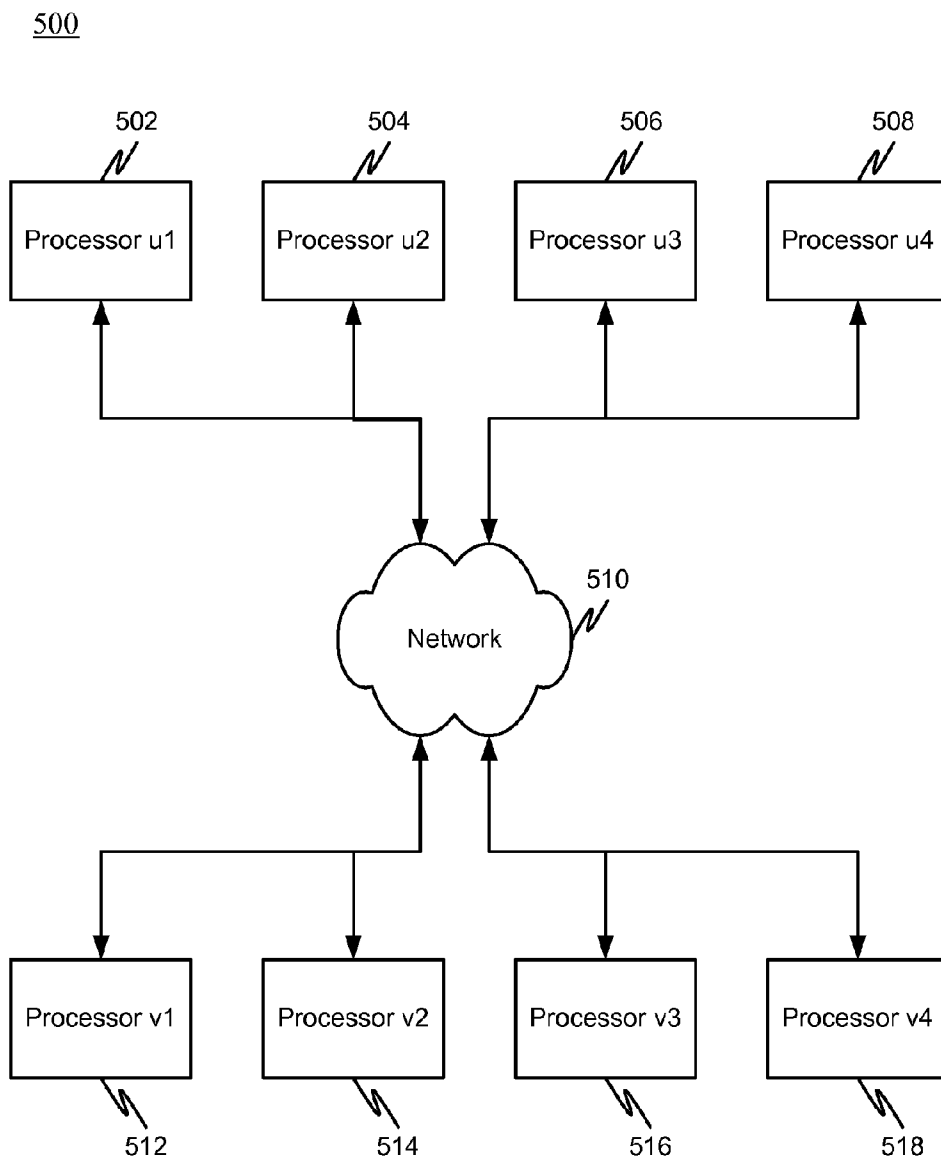 500
502
504
506
508
Processor u1
Processor u2
Processor u3
Processor u4
510
Network
Processor v1
Processor v2
Processor v3
Processor v4
512
514
516
518